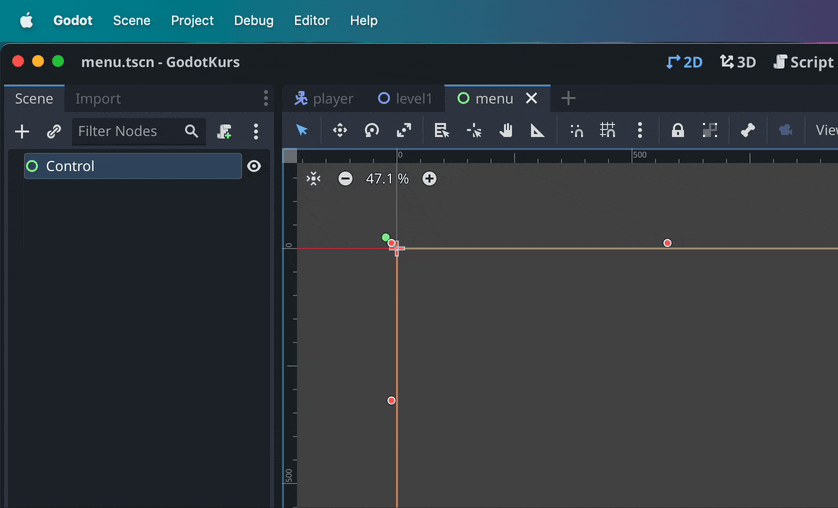 Godot Scene Project Debug Editor Help
menu.tscn - GodotKurs
2D 3D Script
Scene Import
player level1 menu
Filter Nodes
View
0 500
Control
47.1 %
0
500